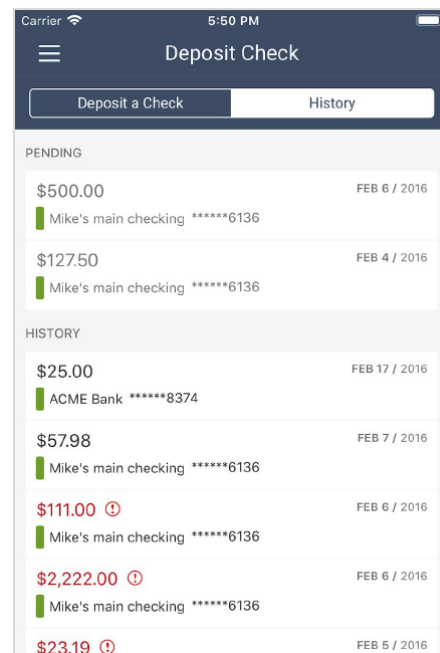 Carrier 5:50 PM
Deposit Check
Deposit a Check History
PENDING
$500.00 FEB 6 / 2016
Mike's main checking ******6136
$127.50 FEB 4 / 2016
Mike's main checking ******6136
HISTORY
$25.00 FEB 17 / 2016
ACME Bank ******8374
$57.98 FEB 7 / 2016
Mike's main checking ******6136
$111.00 FEB 6 / 2016
Mike's main checking ******6136
$2,222.00 FEB 6 / 2016
Mike's main checking ******6136
$23.19 FEB 5 / 2016